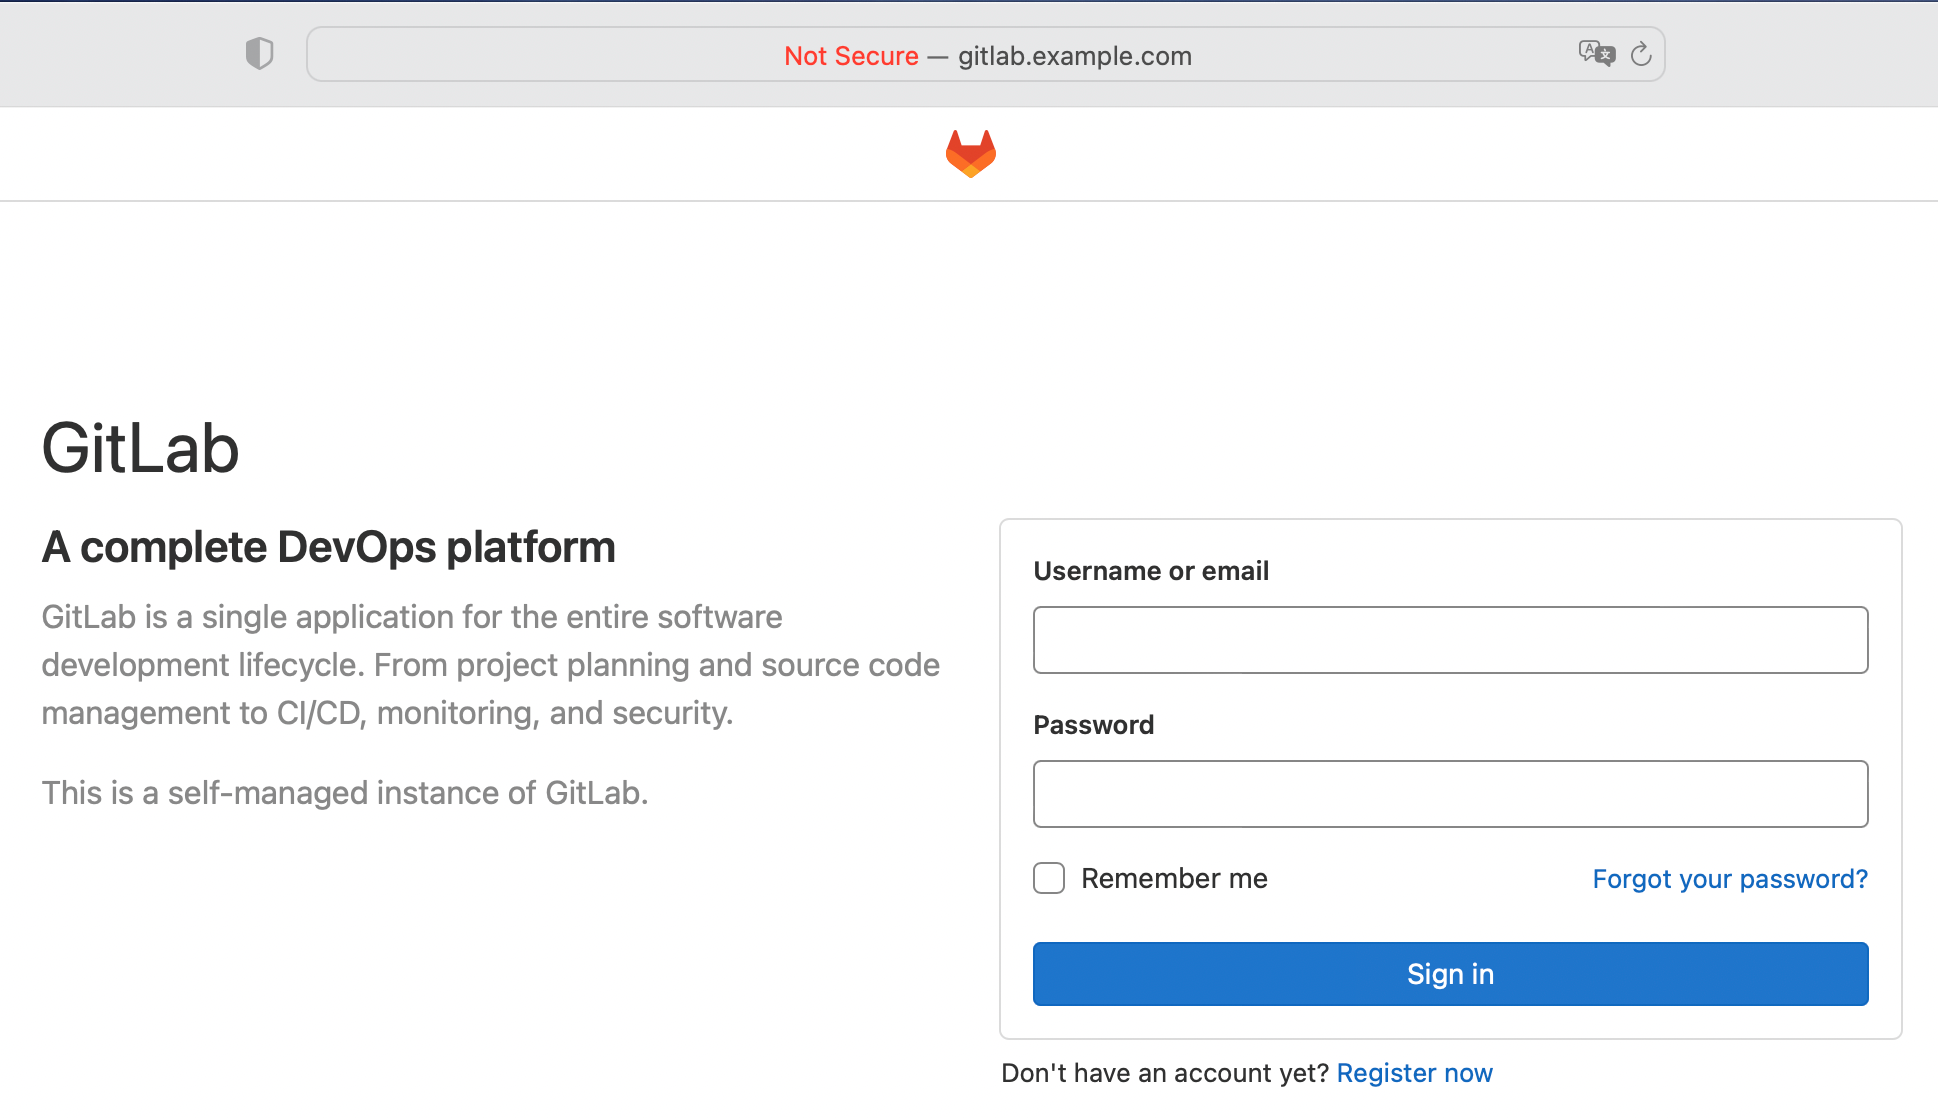 Not Secure — gitlab.example.com
GitLab
A complete DevOps platform
GitLab is a single application for the entire software
development lifecycle. From project planning and source code
management to CI/CD, monitoring, and security.
This is a self-managed instance of GitLab.
Username or email
Password
Remember me
Forgot your password?
Sign in
Don't have an account yet? Register now